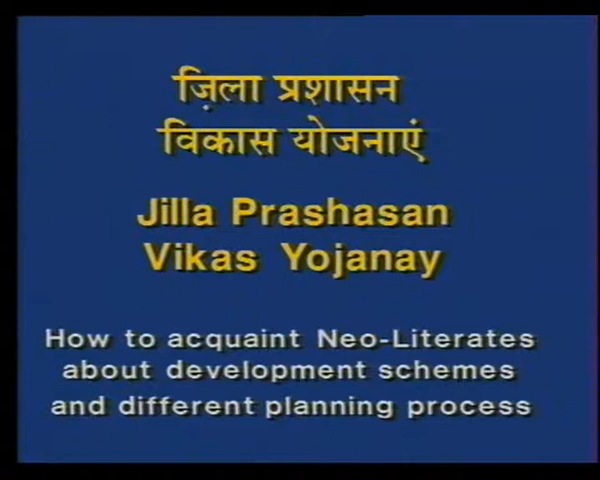 ज़िला प्रशासन
विकास योजनाएं
Jilla Prashasan
Vikas Yojanay
How to acquaint Neo-Literates
about development schemes
and different planning process